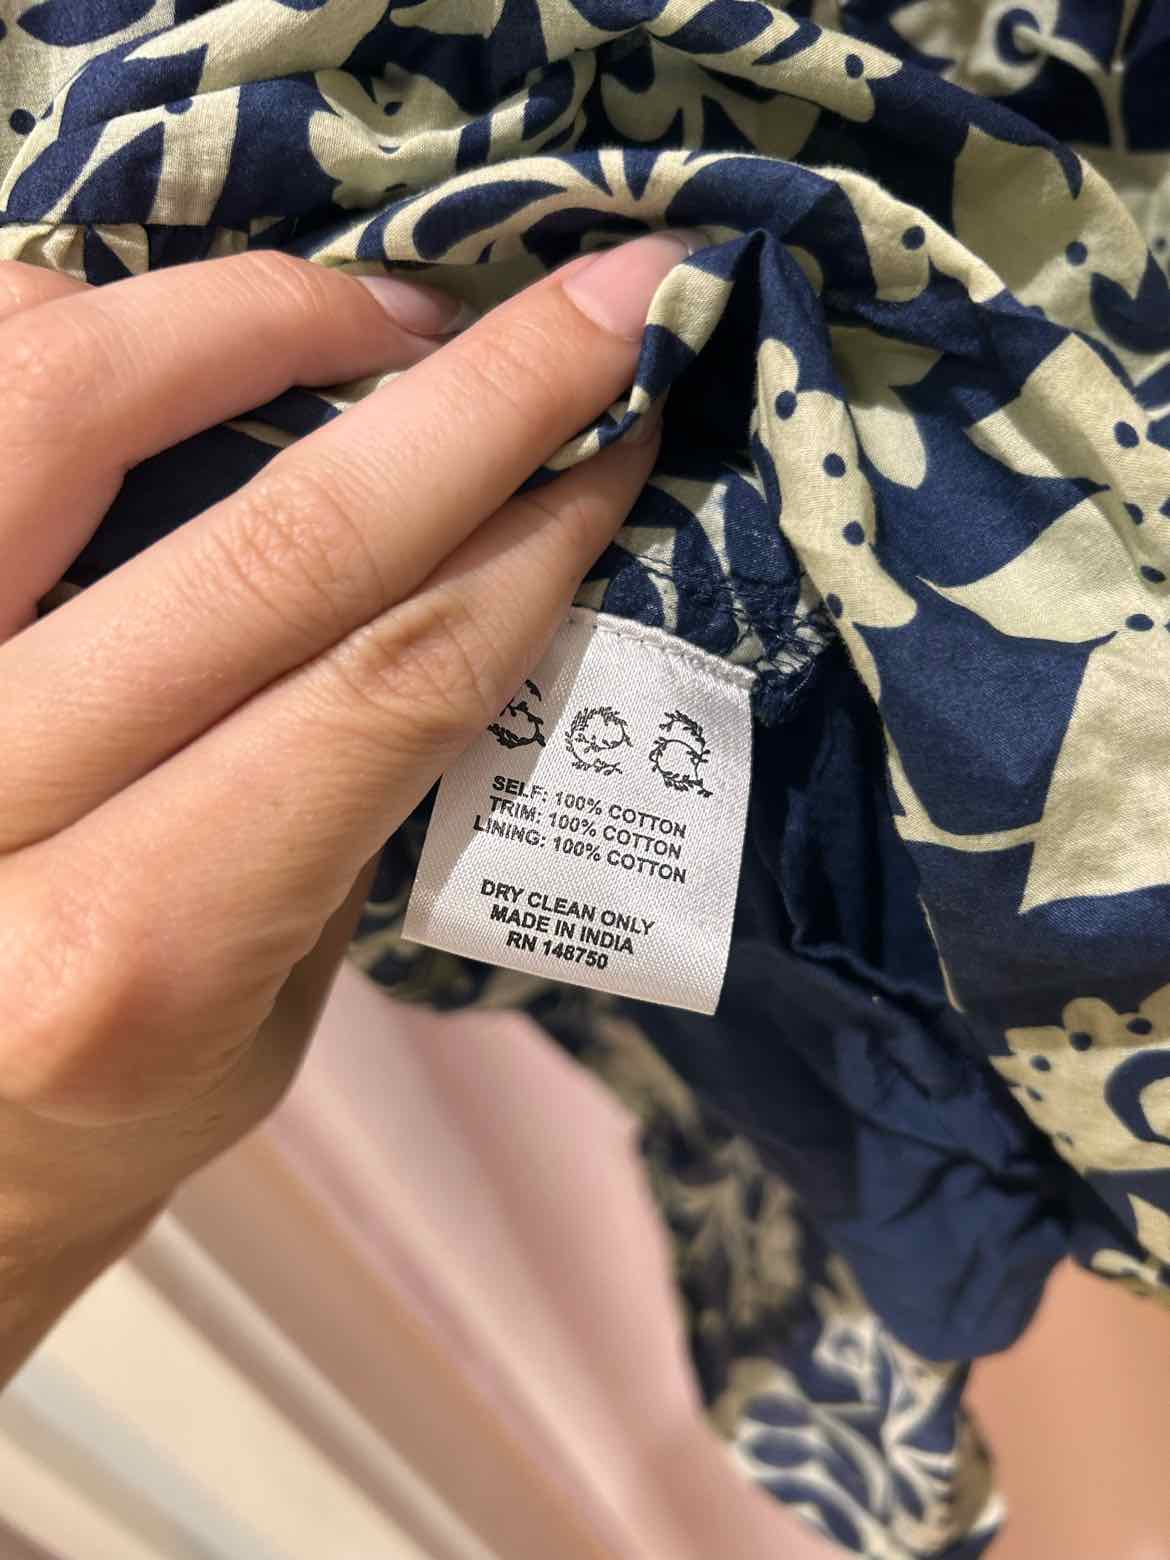 SELF: 100% COTTON
TRIM: 100% COTTON
LINING: 100% COTTON
DRY CLEAN ONLY
MADE IN INDIA
RN 148750